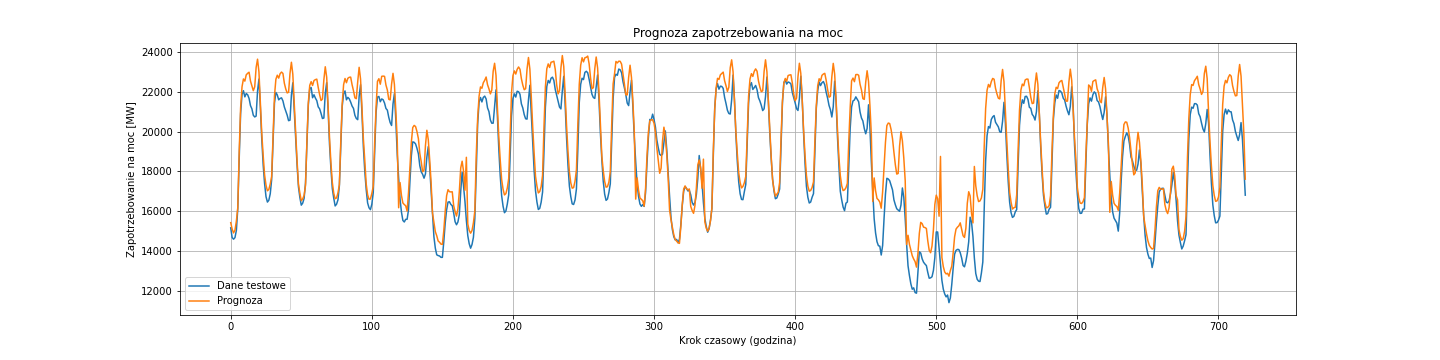 Prognoza zapotrzebowania na moc
Zapotrzebowanie na moc [MW]
24000
22000
20000
18000
16000
14000
12000
Dane testowe
Prognoza
0 100 200 300 400 500 600 700
Krok czasowy (godzina)